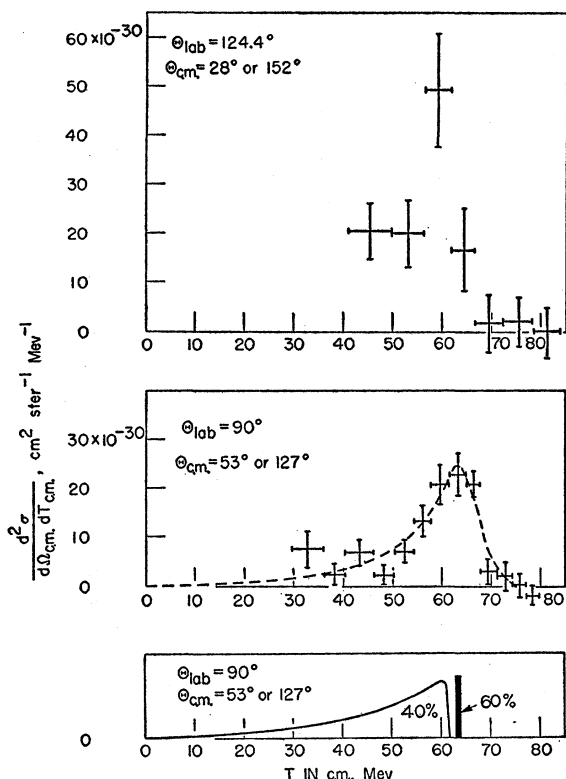 60×10⁻³⁰
50
40
30
20
10
0
Θlab = 124.4°
Θc.m. = 28° or 152°
0 10 20 30 40 50 60 70 80
d²σ / dΩc.m. dTc.m. , cm² ster⁻¹ Mev⁻¹
30×10⁻³⁰
20
10
0
Θlab = 90°
Θc.m. = 53° or 127°
0 10 20 30 40 50 60 70 80
Θlab = 90°
Θc.m. = 53° or 127°
40%
60%
0
0 10 20 30 40 50 60 70 80
T IN c.m. Mev